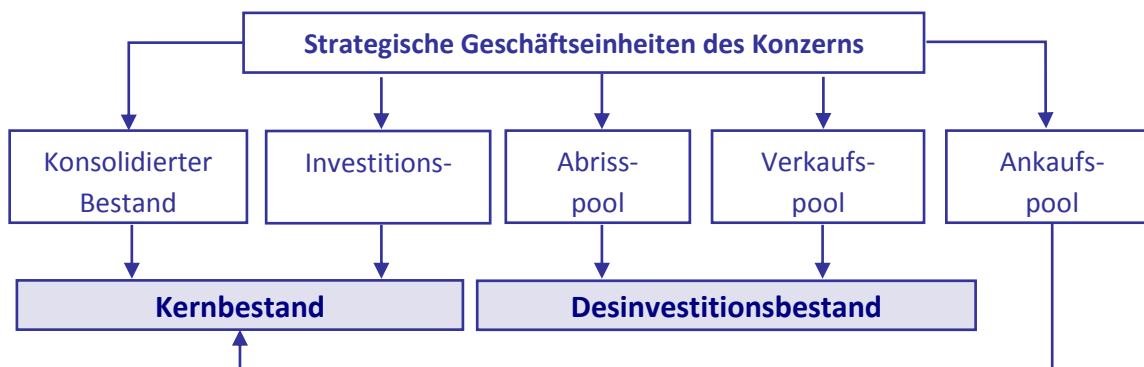 Strategische Geschäftseinheiten des Konzerns
Konsolidierter
Bestand
Investitions-
Abriss-
pool
Verkaufs-
pool
Ankaufs-
pool
Kernbestand
Desinvestitionsbestand